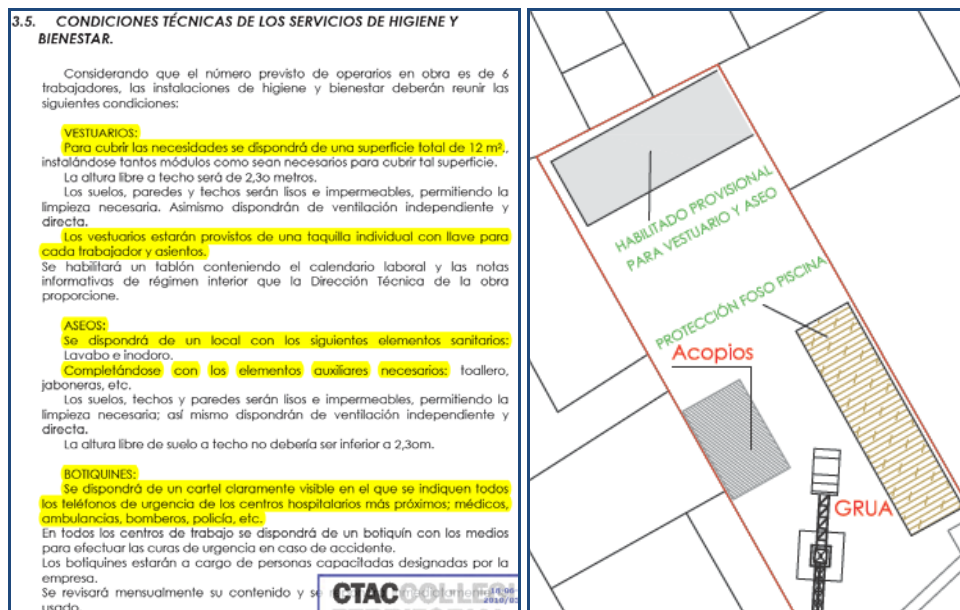 3.5. CONDICIONES TÉCNICAS DE LOS SERVICIOS DE HIGIENE Y
BIENESTAR.
Considerando que el número previsto de operarios en obra es de 6
trabajadores, las instalaciones de higiene y bienestar deberán reunir las
siguientes condiciones:
VESTUARIOS:
Para cubrir las necesidades se dispondrá de una superficie total de 12 m².,
instalándose tantos módulos como sean necesarios para cubrir tal superficie.
La altura libre a techo será de 2,3o metros.
Los suelos, paredes y techos serán lisos e impermeables, permitiendo la
limpieza necesaria. Asimismo dispondrán de ventilación independiente y
directa.
Los vestuarios estarán provistos de una taquilla individual con llave para
cada trabajador y asientos.
Se habilitará un tablón conteniendo el calendario laboral y las notas
informativas de régimen interior que la Dirección Técnica de la obra
proporcione.
ASEOS:
Se dispondrá de un local con los siguientes elementos sanitarios:
Lavabo e inodoro.
Completándose con los elementos auxiliares necesarios: toallero,
jaboneras, etc.
Los suelos, techos y paredes serán lisos e impermeables, permitiendo la
limpieza necesaria; así mismo dispondrán de ventilación independiente y
directa.
La altura libre de suelo a techo no debería ser inferior a 2,3om.
BOTIQUINES:
Se dispondrá de un cartel claramente visible en el que se indiquen todos
los teléfonos de urgencia de los centros hospitalarios más próximos; médicos,
ambulancias, bomberos, policía, etc.
En todos los centros de trabajo se dispondrá de un botiquín con los medios
para efectuar las curas de urgencia en caso de accidente.
Los botiquines estarán a cargo de personas capacitadas designadas por la
empresa.
Se revisará mensualmente su contenido y se
usado.
CTAC COLLEGI
HABILITADO PROVISIONAL
PARA VESTUARIO Y ASEO
PROTECCIÓN FOSO PISCINA
Acopios
GRUA